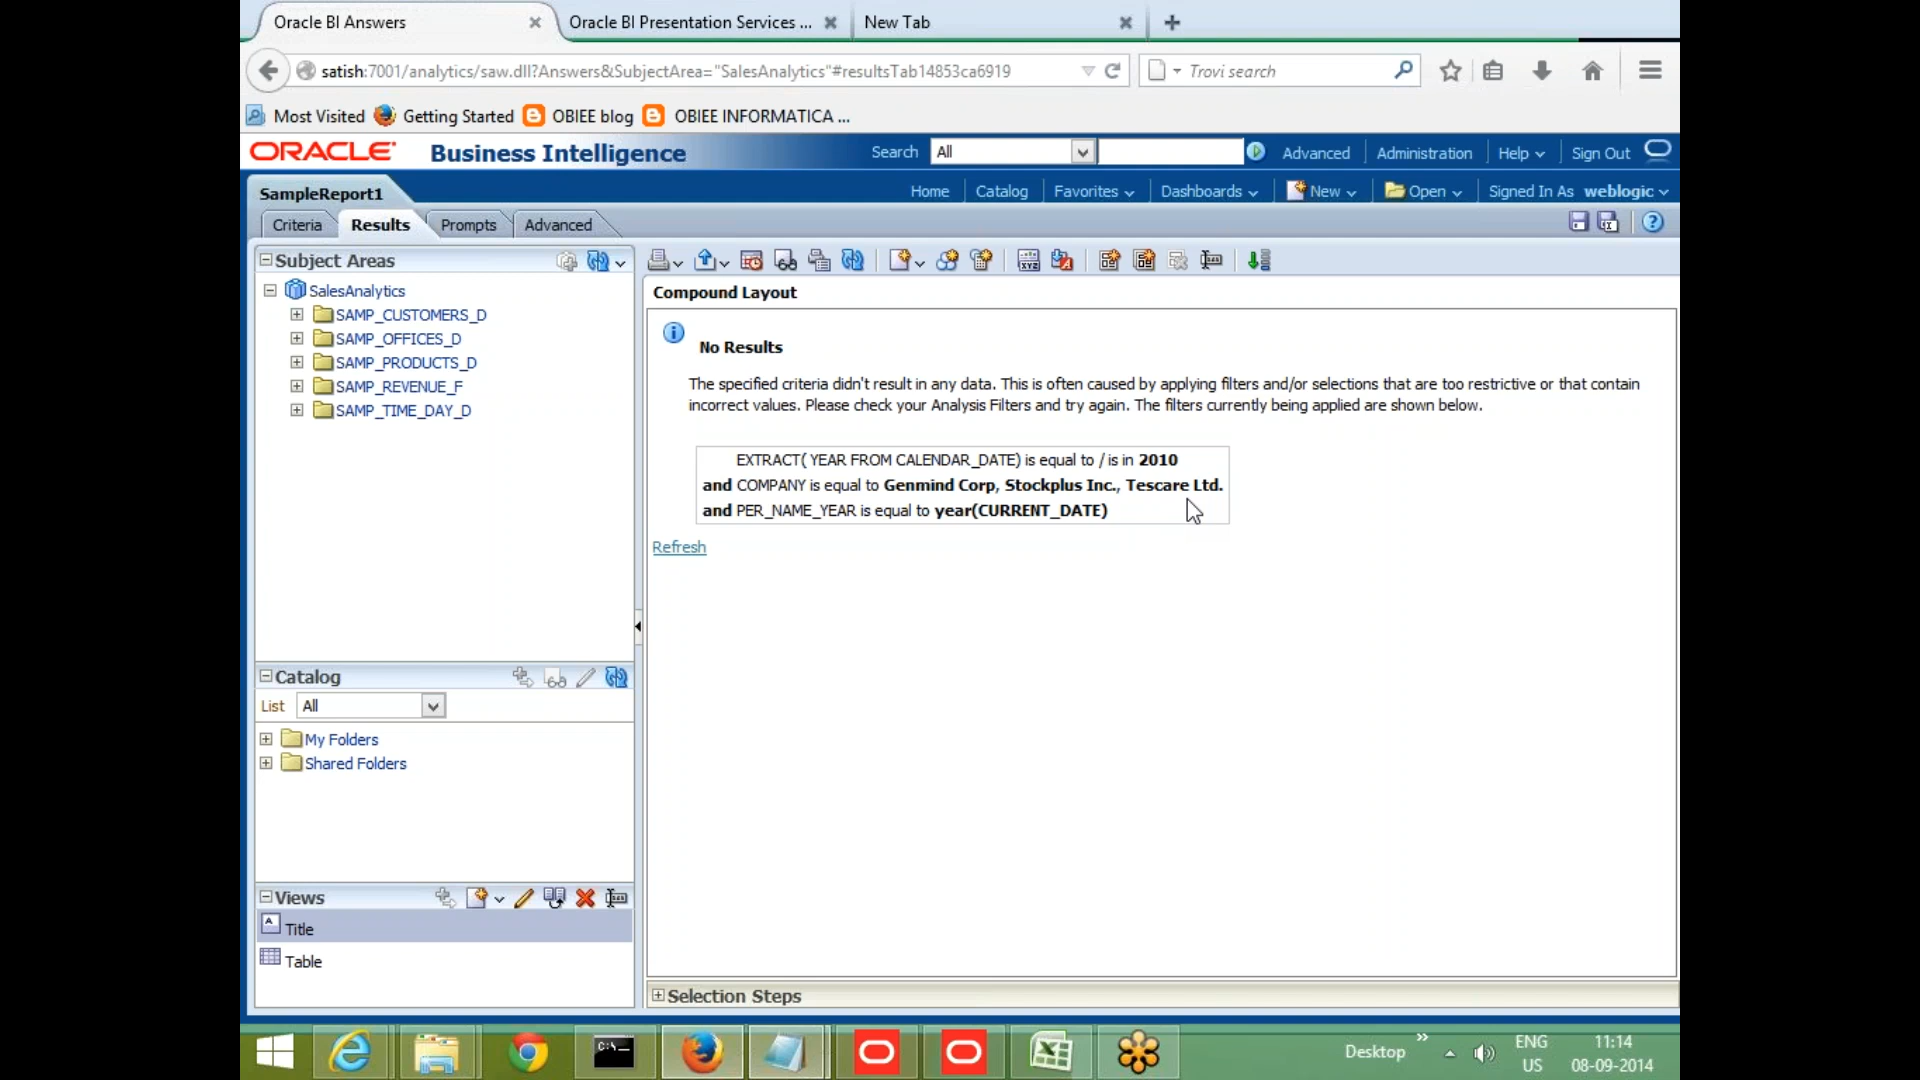 Oracle BI Answers
Oracle BI Presentation Services ...
New Tab
satish:7001/analytics/saw.dll?Answers&SubjectArea="SalesAnalytics"#resultsTab14853ca6919
Trovi search
Most Visited
Getting Started
OBIEE blog
OBIEE INFORMATICA ...
ORACLE Business Intelligence
Search
All
Advanced
Administration
Help
Sign Out
SampleReport1
Home
Catalog
Favorites
Dashboards
New
Open
Signed In As weblogic
Criteria
Results
Prompts
Advanced
Subject Areas
SalesAnalytics
SAMP_CUSTOMERS_D
SAMP_OFFICES_D
SAMP_PRODUCTS_D
SAMP_REVENUE_F
SAMP_TIME_DAY_D
Compound Layout
No Results
The specified criteria didn't result in any data. This is often caused by applying filters and/or selections that are too restrictive or that contain
incorrect values. Please check your Analysis Filters and try again. The filters currently being applied are shown below.
EXTRACT( YEAR FROM CALENDAR_DATE) is equal to / is in 2010
and COMPANY is equal to Genmind Corp, Stockplus Inc., Tescare Ltd.
and PER_NAME_YEAR is equal to year(CURRENT_DATE)
Refresh
Catalog
List
All
My Folders
Shared Folders
Views
Title
Table
Selection Steps
Desktop
ENG
US
11:14
08-09-2014